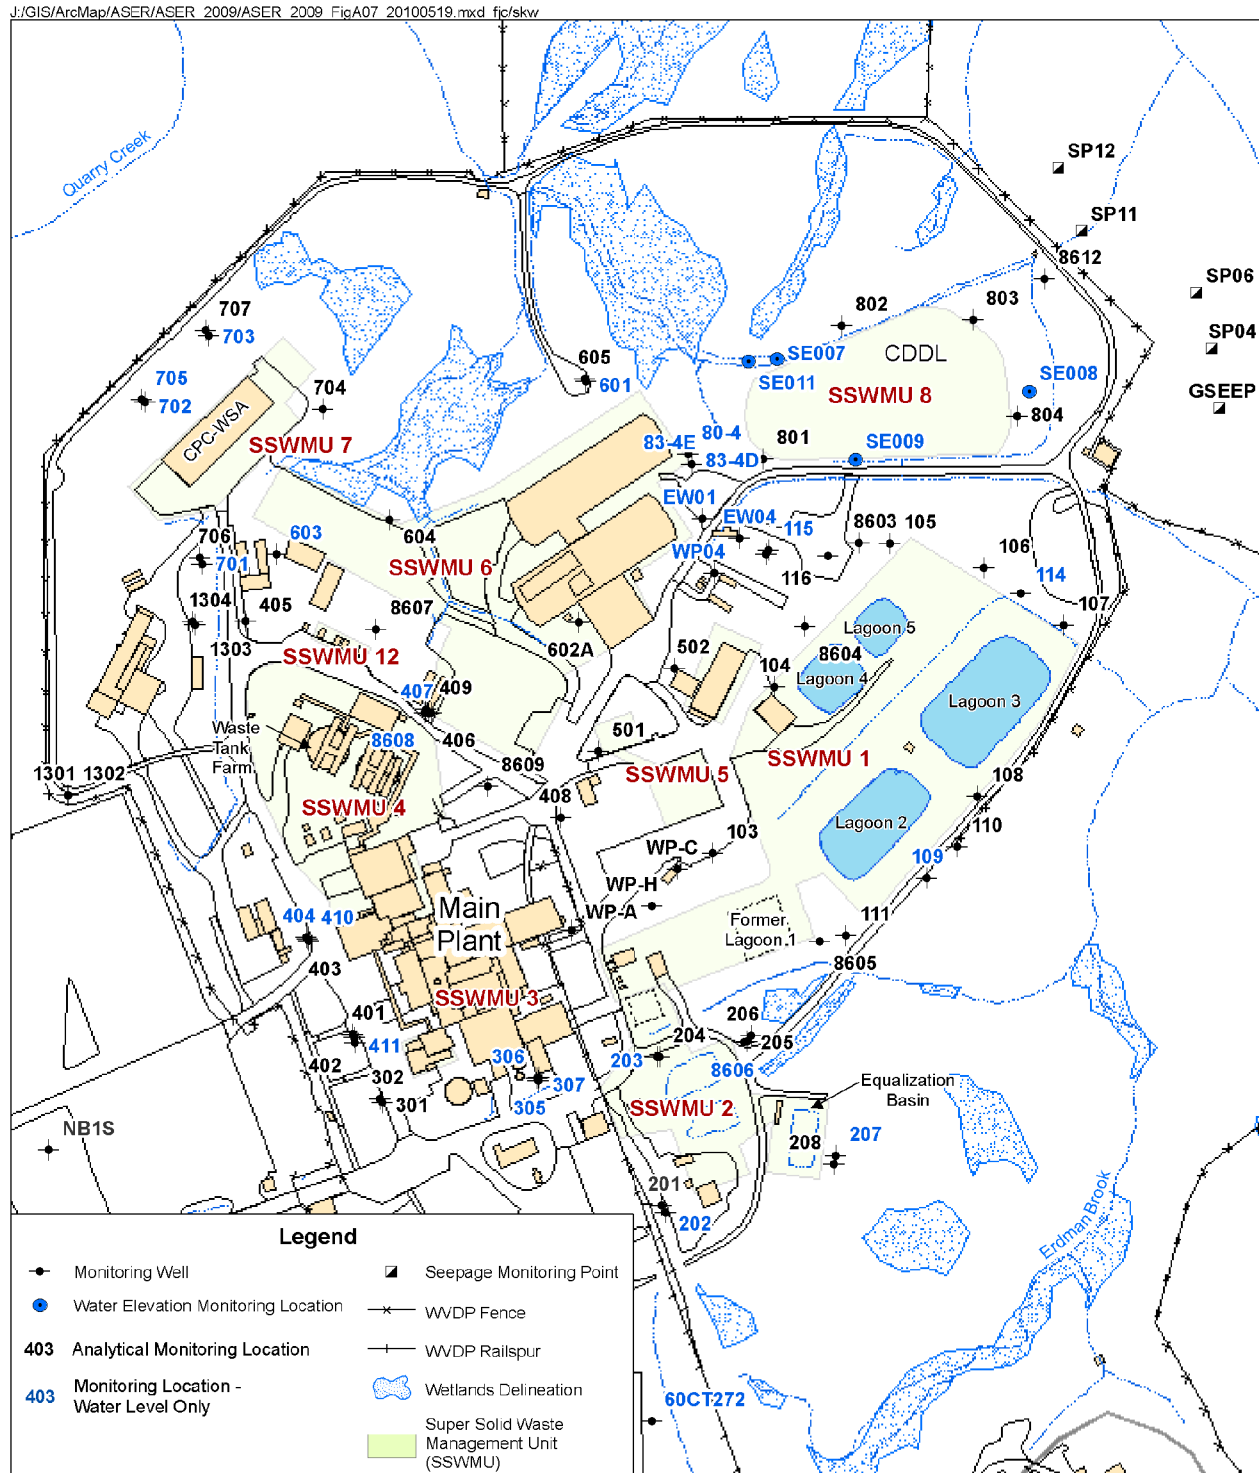 J:/GIS/ArcMap/ASER/ASER_2009/ASER_2009_FigA07_20100519.mxd_fjc/skw
Quarry Creek
SP12
SP11
8612
SP06
SP04
GSEEP
707
703
705
702
704
CPC-WSA
SSWMU 7
605
601
802
803
CDDL
SE007
SE011
SE008
SSWMU 8
804
80-4
83-4E
83-4D
801
SE009
EW01
EW04
115
8603
105
WP04
116
106
114
107
706
701
603
604
SSWMU 6
1304
405
1303
8607
602A
502
SSWMU 12
104
Lagoon 5
8604
Lagoon 4
Lagoon 3
407
409
Waste
Tank
Farm
8608
406
501
SSWMU 5
SSWMU 1
1301
1302
8609
408
SSWMU 4
108
110
109
Lagoon 2
103
WP-C
WP-H
WP-A
Main
Plant
404
410
403
Former
Lagoon 1
111
8605
SSWMU 3
401
411
402
302
301
306
307
305
203
204
206
205
8606
SSWMU 2
Equalization
Basin
208
207
NB1S
201
202
Erdman Brook
60CT272
Legend
Monitoring Well
Water Elevation Monitoring Location
403 Analytical Monitoring Location
403 Monitoring Location -
Water Level Only
Seepage Monitoring Point
WVDP Fence
WVDP Railspur
Wetlands Delineation
Super Solid Waste
Management Unit
(SSWMU)